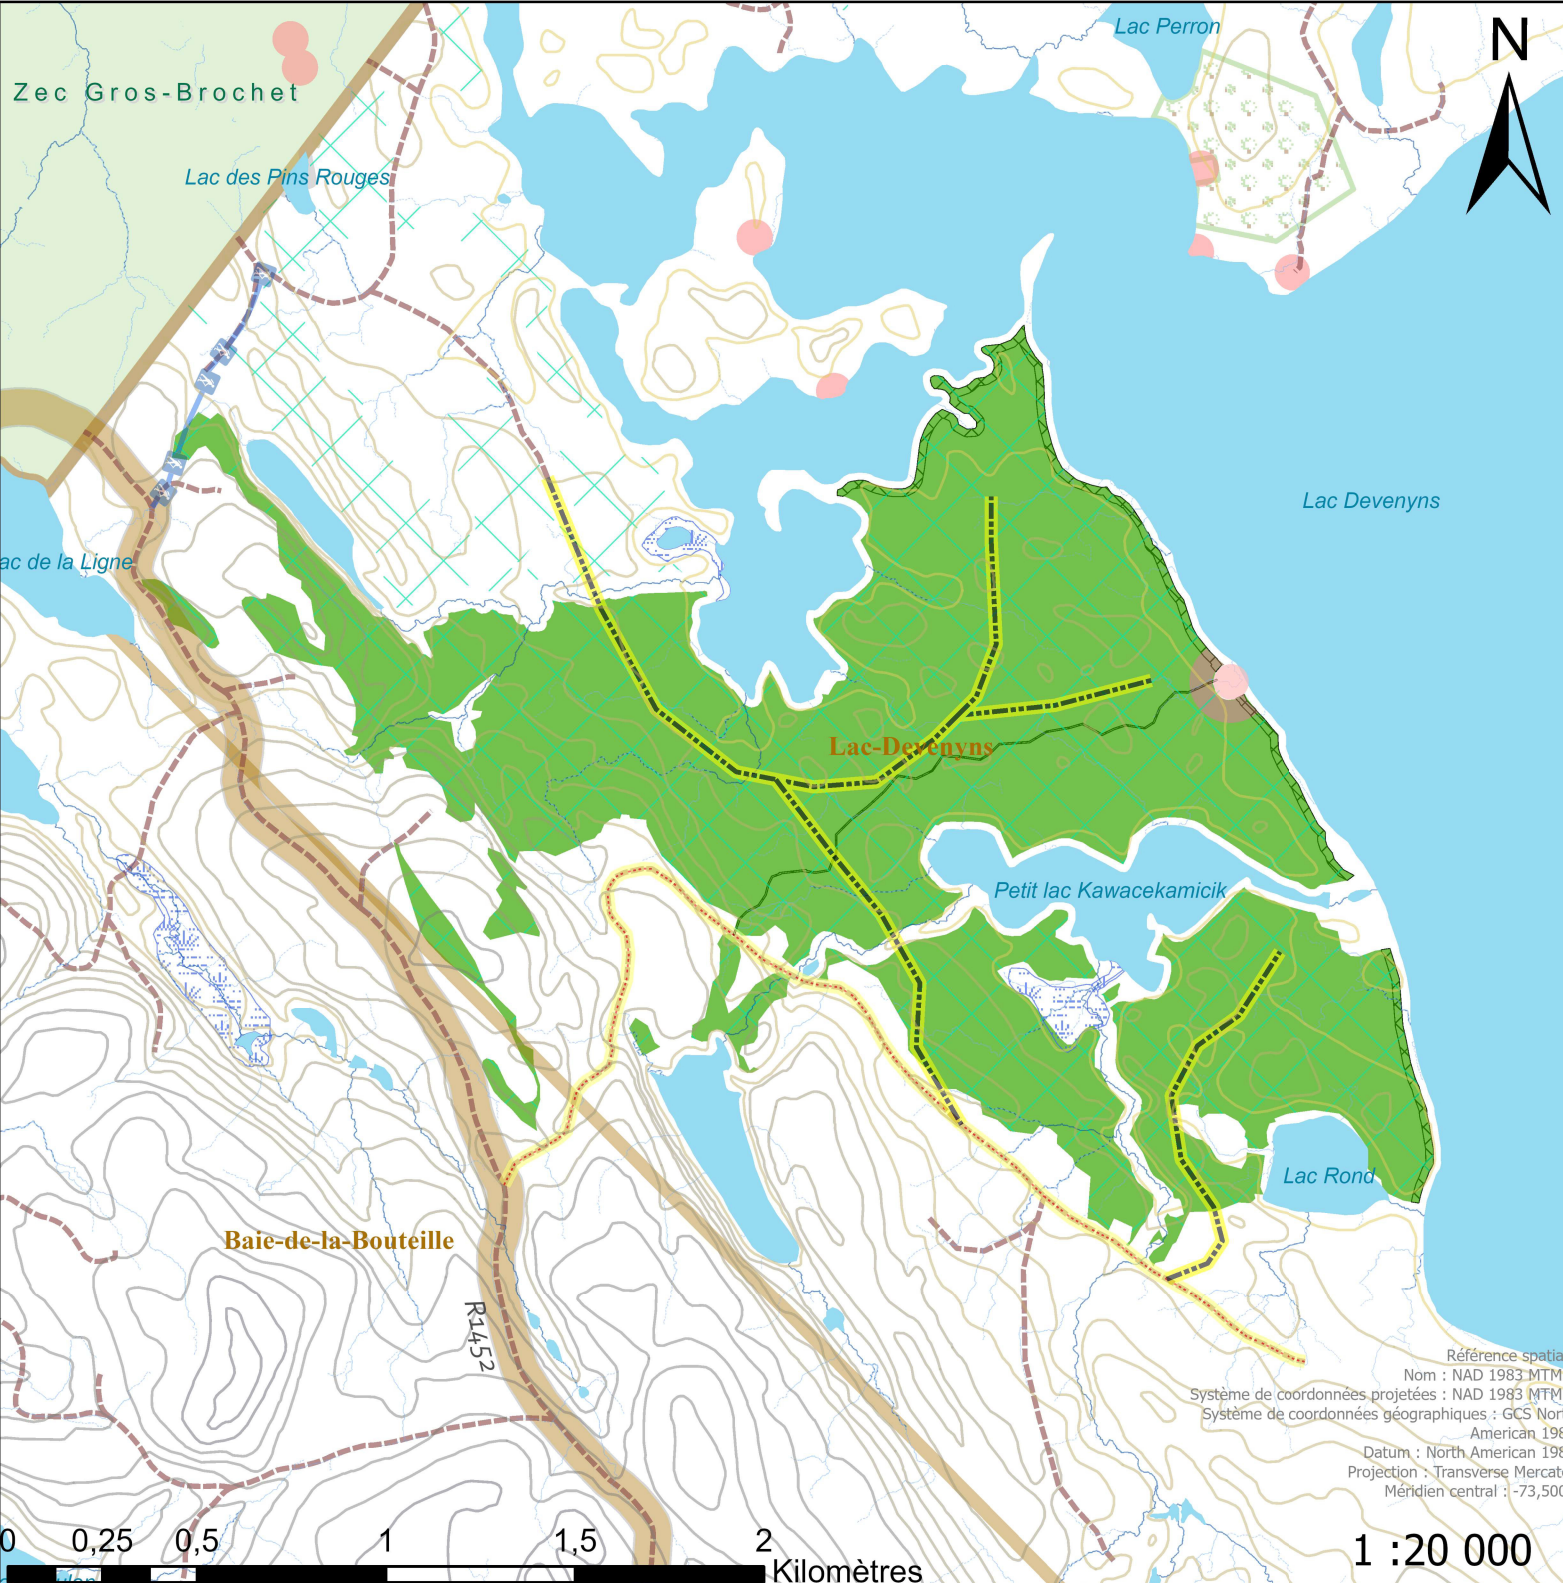 Lac Perron
N
Zec Gros-Brochet
Lac des Pins Rouges
Lac Devenyns
ac de la Ligne
Lac-Devenyns
Petit lac Kawacekamicik
Lac Rond
Baie-de-la-Bouteille
R1452
Référence spatia
Nom : NAD 1983 MTM
Système de coordonnées projetées : NAD 1983 MTM
Système de coordonnées géographiques : GCS Nor
American 198
Datum : North American 198
Projection : Transverse Mercat
Méridien central : -73,500
0 0,25 0,5 1 1,5 2
Kilomètres
1 :20 000